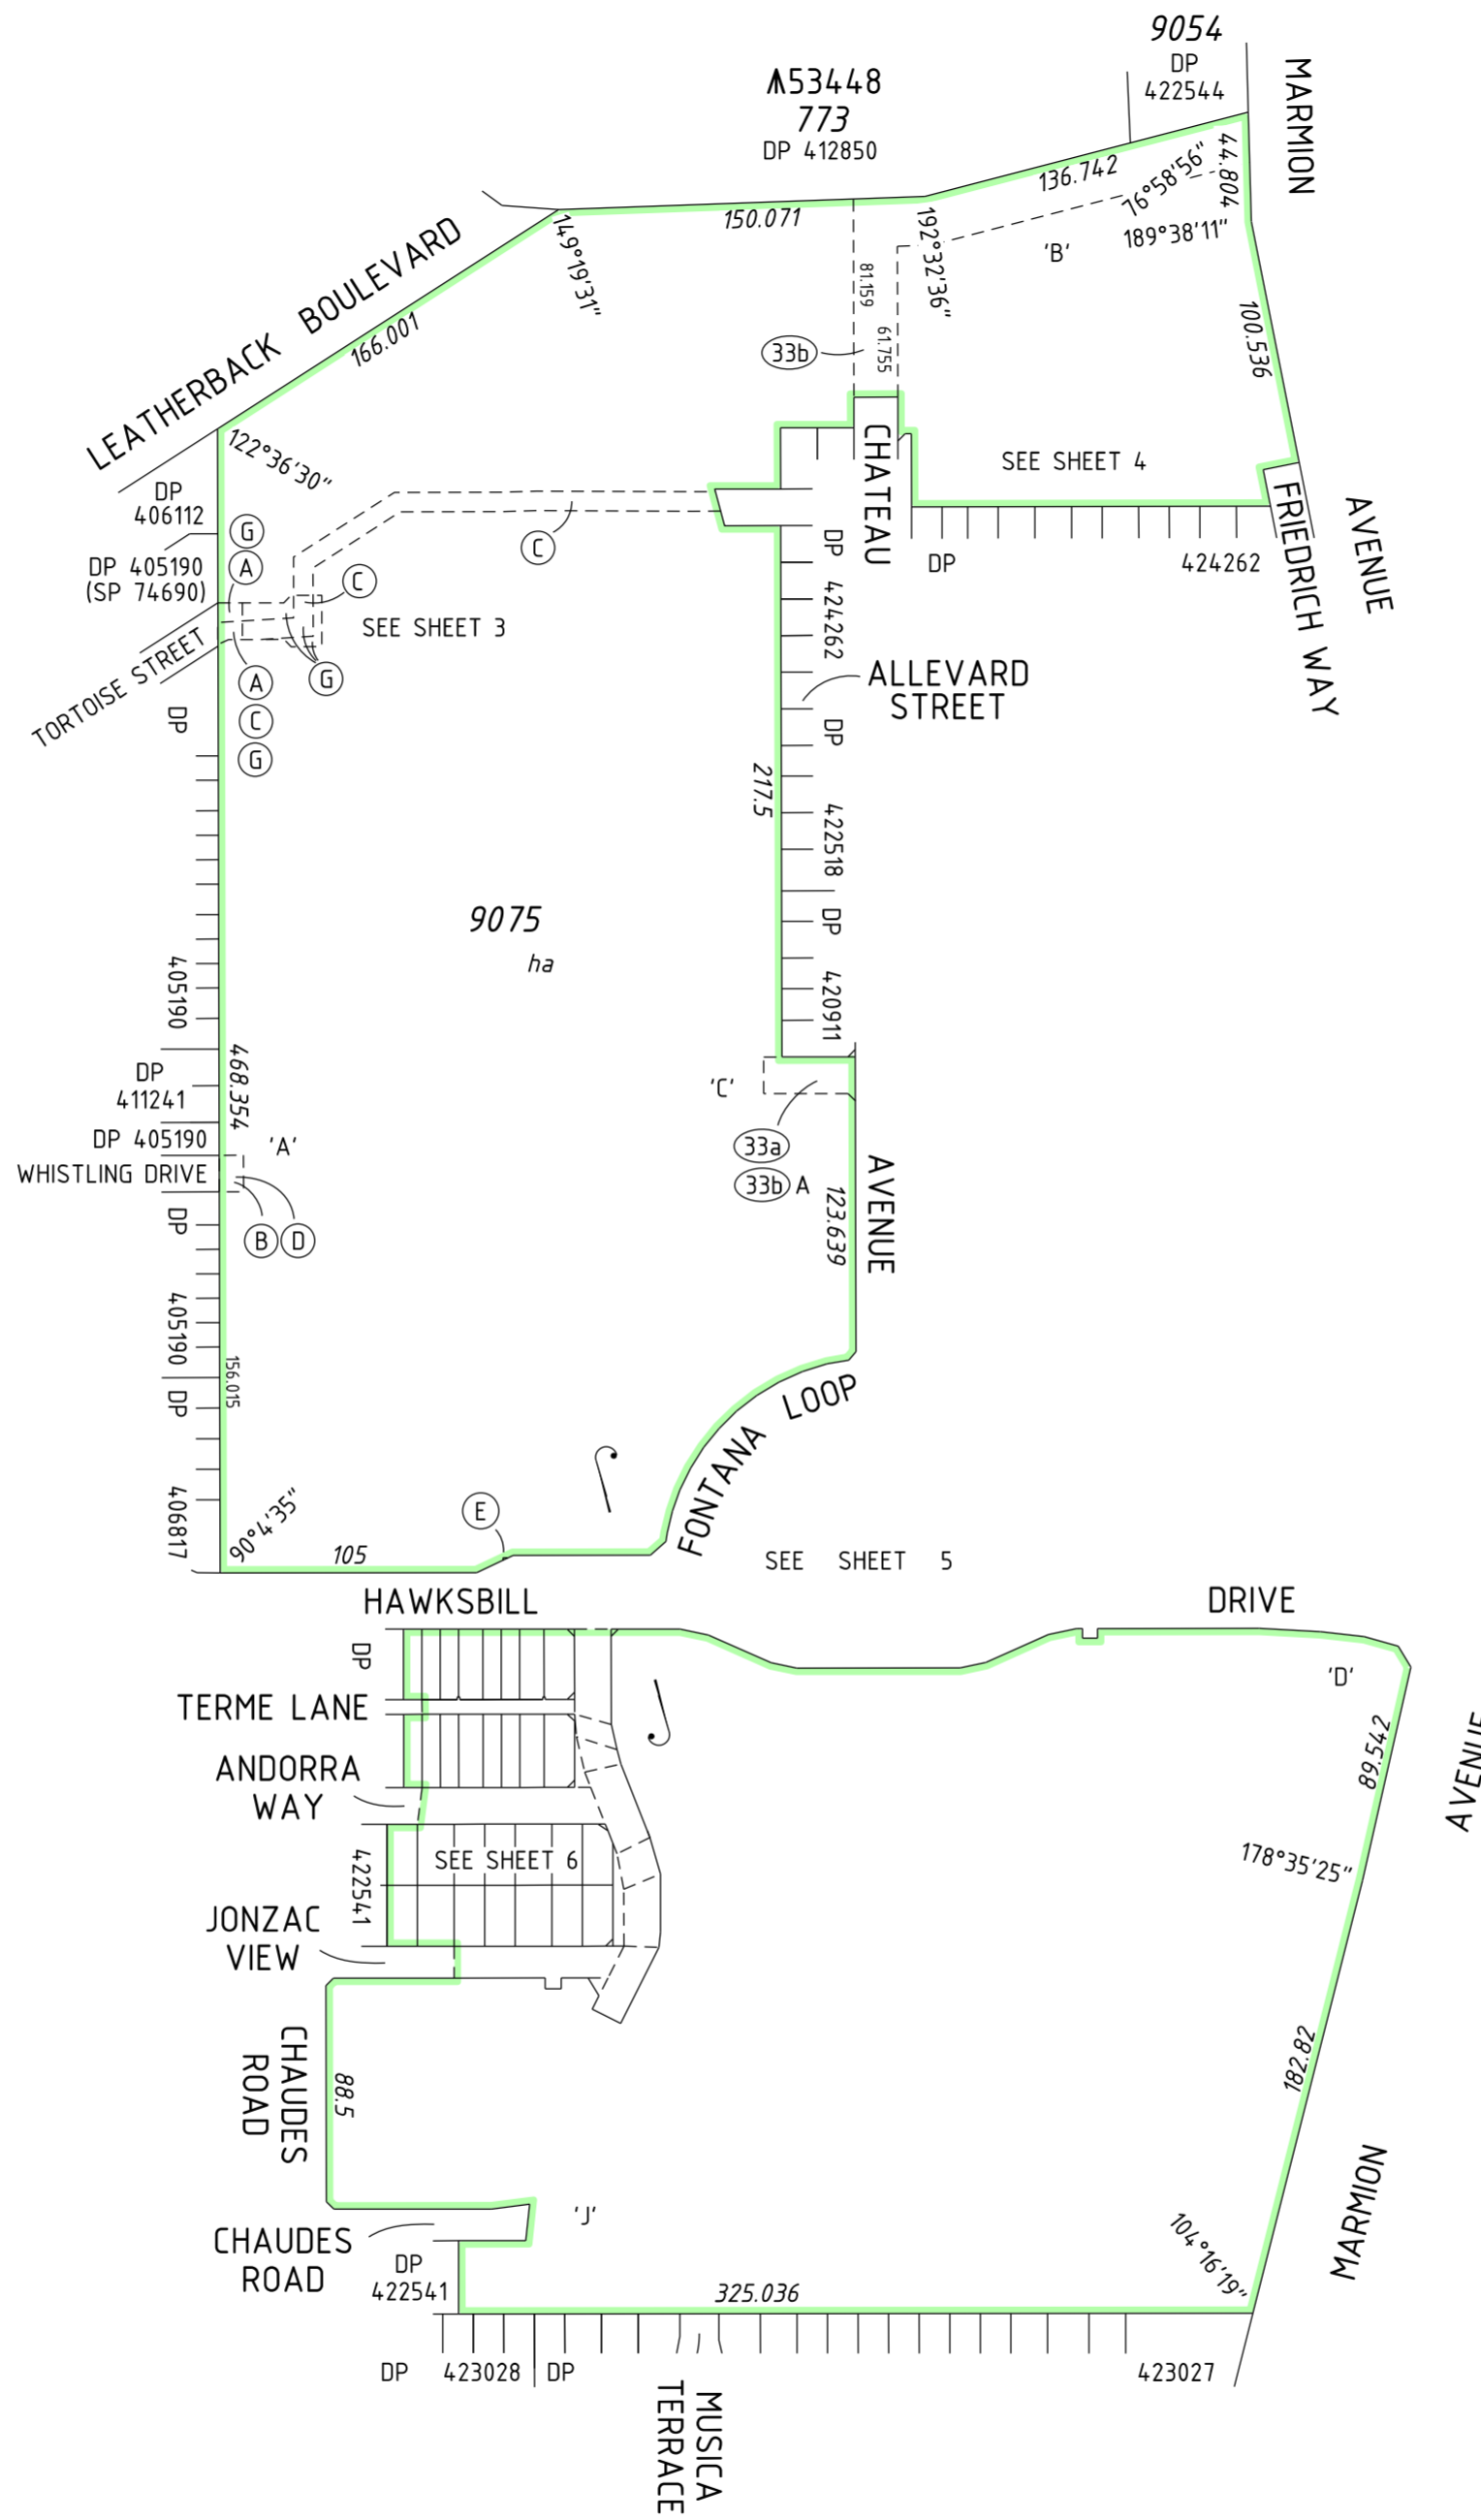 9054
DP
422544
MARMION
⩚53448
773
DP 412850
136.742
76°58'56"
44.804
189°38'11"
'B'
150.071
149°19'31"
192°32'36"
81.159
61.755
33b
100.536
LEATHERBACK BOULEVARD
166.001
122°36'30"
CHATEAU
SEE SHEET 4
FRIEDRICH WAY
AVENUE
DP
406112
DP 405190
(SP 74690)
G
A
C
C
SEE SHEET 3
TORTOISE STREET
A
C
G
G
DP
424262
DP
424262
ALLEVARD
STREET
DP
DP
422518
217.5
9075
ha
DP
420911
405190
468.354
DP
411241
DP 405190
'A'
WHISTLING DRIVE
B
D
'C'
33a
33b A
AVENUE
123.639
DP
405190
156.015
DP
406817
90°4'35"
105
E
FONTANA LOOP
SEE SHEET 5
HAWKSBILL
DRIVE
DP
TERME LANE
'D'
ANDORRA
WAY
89.542
AVENUE
178°35'25"
SEE SHEET 6
422541
JONZAC
VIEW
CHAUDES
ROAD
88.5
182.82
MARMION
'J'
CHAUDES
ROAD
DP
422541
104°16'19"
325.036
DP 423028
DP
423027
MUSICA
TERRACE